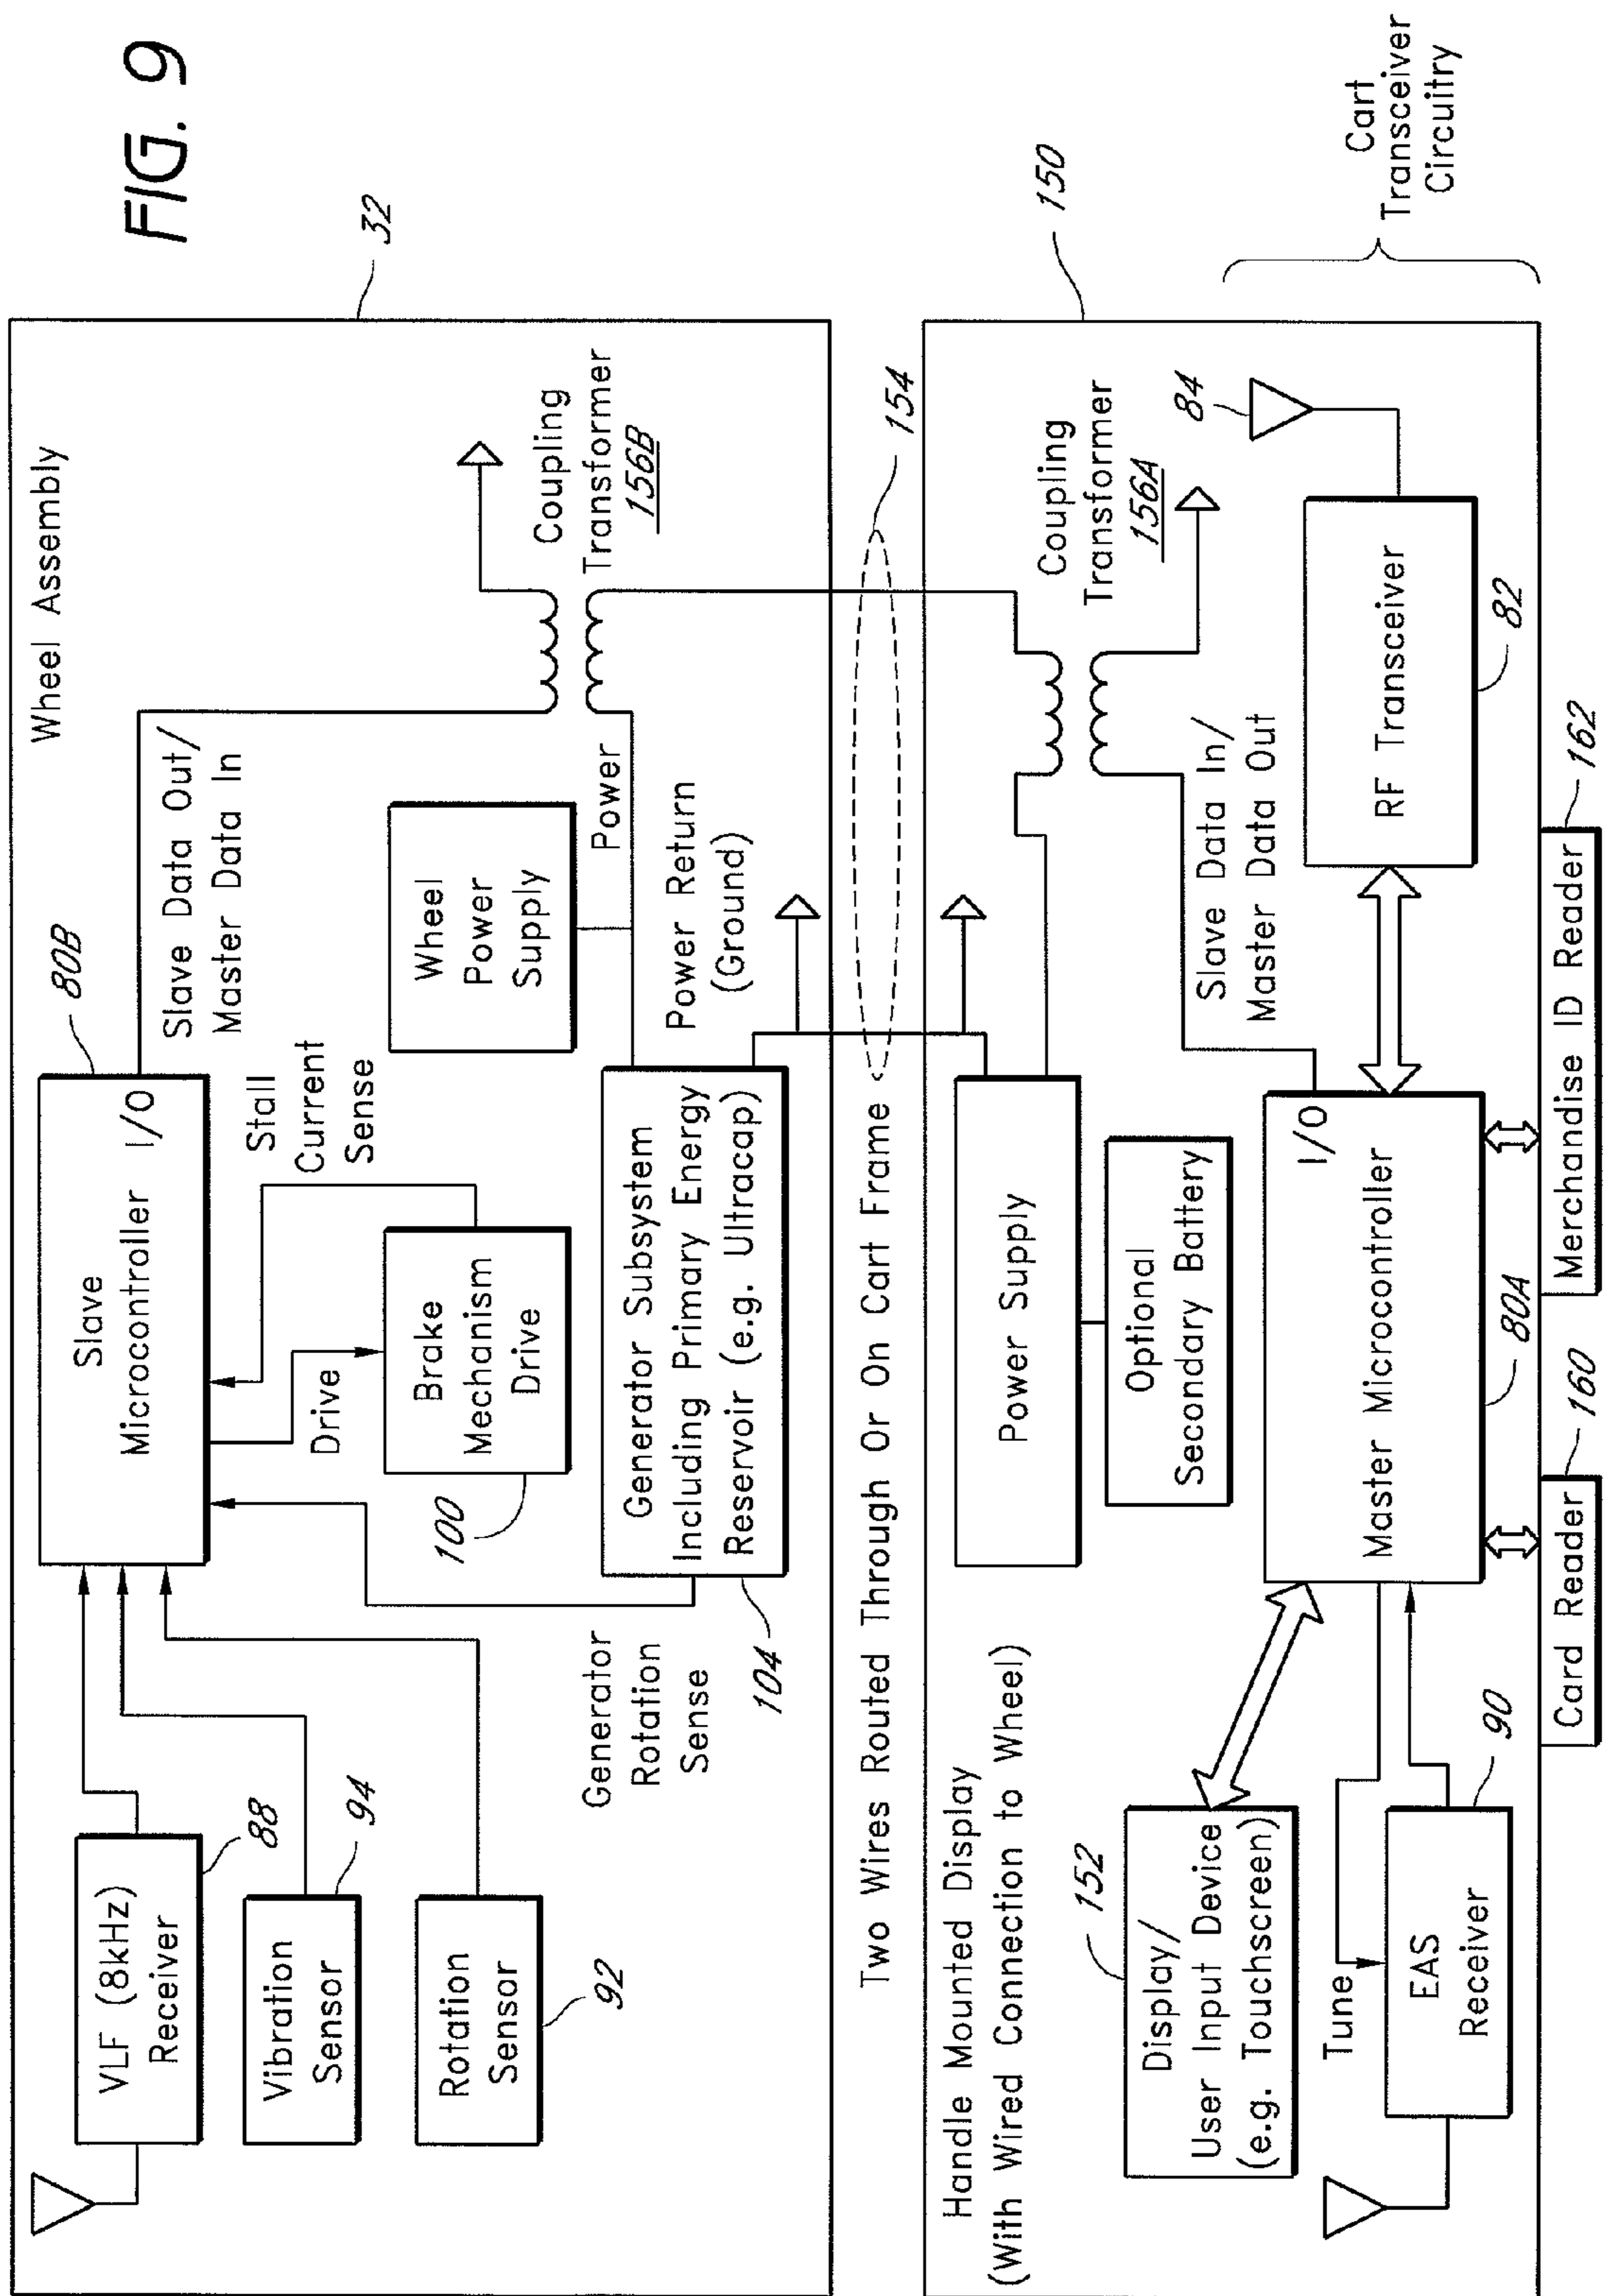 FIG. 9
Wheel Assembly
32
VLF (8kHz)
Receiver
88
Vibration
Sensor
94
Rotation
Sensor
92
Slave
Microcontroller
I/O
80B
Slave Data Out/
Master Data In
Stall
Current
Sense
Drive
Brake
Mechanism
Drive
100
Wheel
Power
Supply
Power
Coupling
Transformer
156B
Generator
Rotation
Sense
Generator Subsystem
Including Primary Energy
Reservoir (e.g. Ultracap)
104
Power Return
(Ground)
Two Wires Routed Through Or On Cart Frame
154
Handle Mounted Display
(With Wired Connection to Wheel)
150
Power Supply
Optional
Secondary Battery
Coupling
Transformer
156A
Slave Data In/
Master Data Out
Display/
User Input Device
(e.g. Touchscreen)
152
Tune
EAS
Receiver
90
I/O
Master Microcontroller
80A
RF Transceiver
82
84
Card Reader
160
Merchandise ID Reader
162
Cart
Transceiver
Circuitry